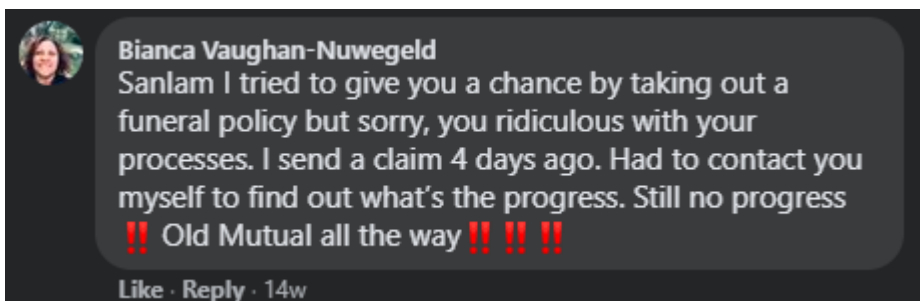 Bianca Vaughan-Nuwegeld
Sanlam I tried to give you a chance by taking out a
funeral policy but sorry, you ridiculous with your
processes. I send a claim 4 days ago. Had to contact you
myself to find out what's the progress. Still no progress
‼️ Old Mutual all the way‼️ ‼️ ‼️
Like · Reply · 14w